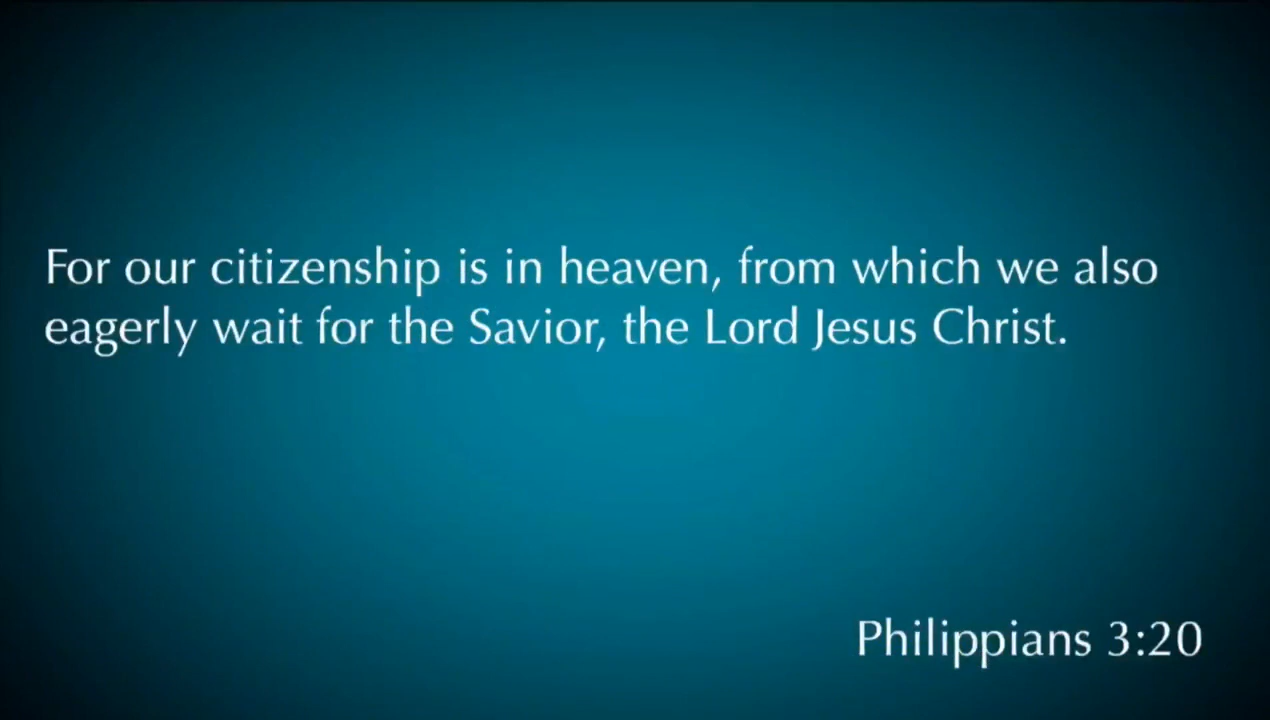 For our citizenship is in heaven, from which we also
eagerly wait for the Savior, the Lord Jesus Christ.
Philippians 3:20